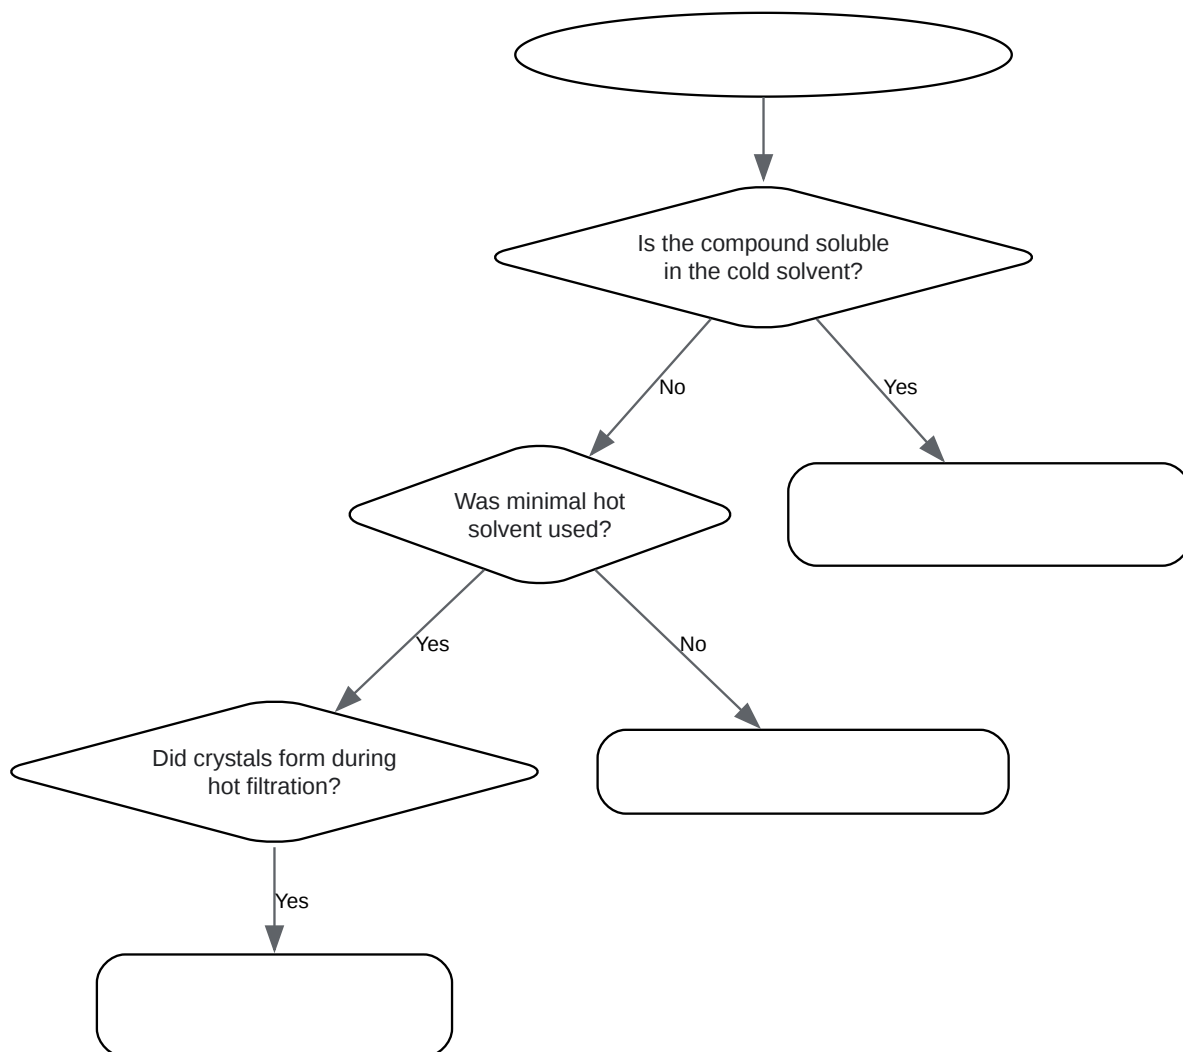 Is the compound soluble
in the cold solvent?
No
Yes
Was minimal hot
solvent used?
Yes
No
Did crystals form during
hot filtration?
Yes